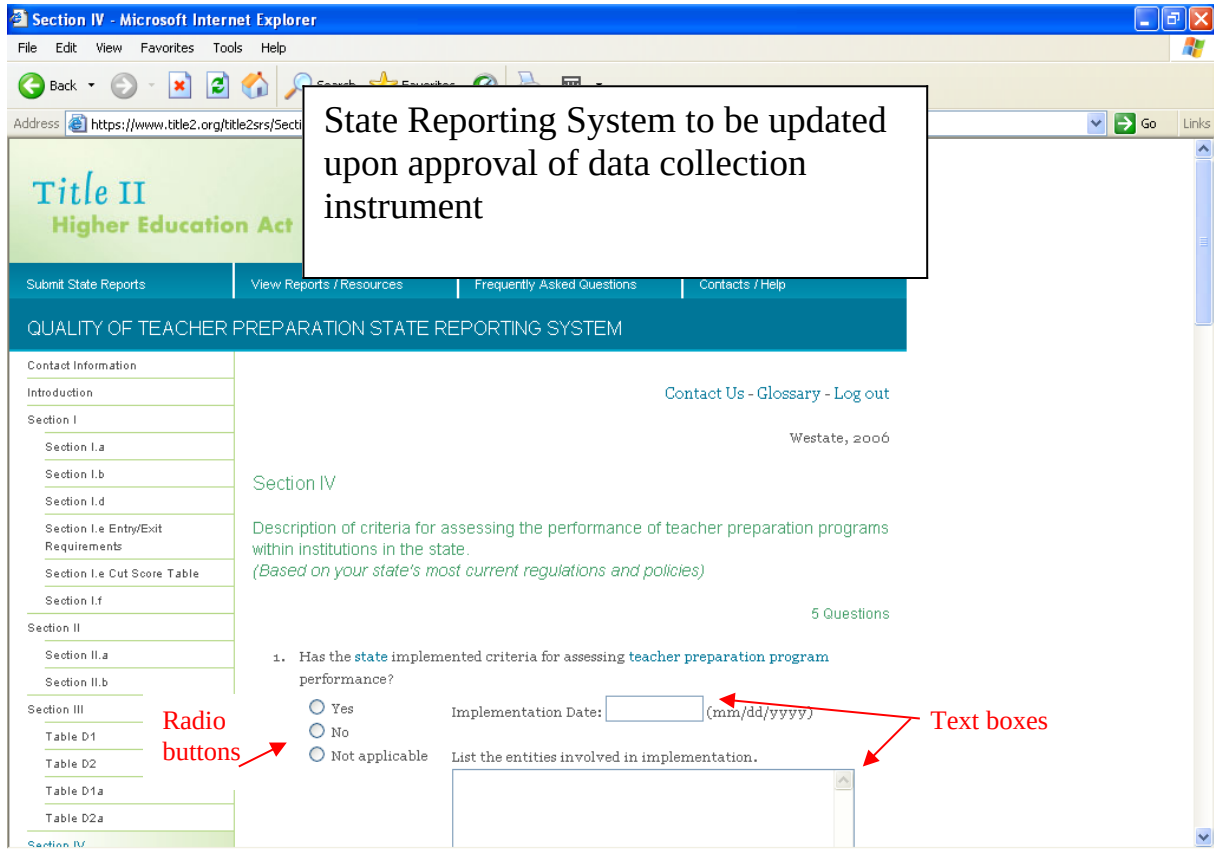 Section IV - Microsoft Internet Explorer
File Edit View Favorites Tools Help
Back Search Favorites
Address https://www.title2.org/title2srs/Secti Go Links
State Reporting System to be updated
upon approval of data collection
instrument
Title II
Higher Education Act
Submit State Reports View Reports / Resources Frequently Asked Questions Contacts / Help
QUALITY OF TEACHER PREPARATION STATE REPORTING SYSTEM
Contact Information
Introduction
Section I
Section I.a
Section I.b
Section I.d
Section I.e Entry/Exit
Requirements
Section I.e Cut Score Table
Section I.f
Section II
Section II.a
Section II.b
Section III
Table D1
Table D2
Table D1a
Table D2a
Section IV
Contact Us - Glossary - Log out
Westate, 2006
Section IV
Description of criteria for assessing the performance of teacher preparation programs
within institutions in the state.
(Based on your state's most current regulations and policies)
5 Questions
1. Has the state implemented criteria for assessing teacher preparation program
performance?
Yes
No
Not applicable
Implementation Date: (mm/dd/yyyy)
List the entities involved in implementation.
Radio
buttons
Text boxes